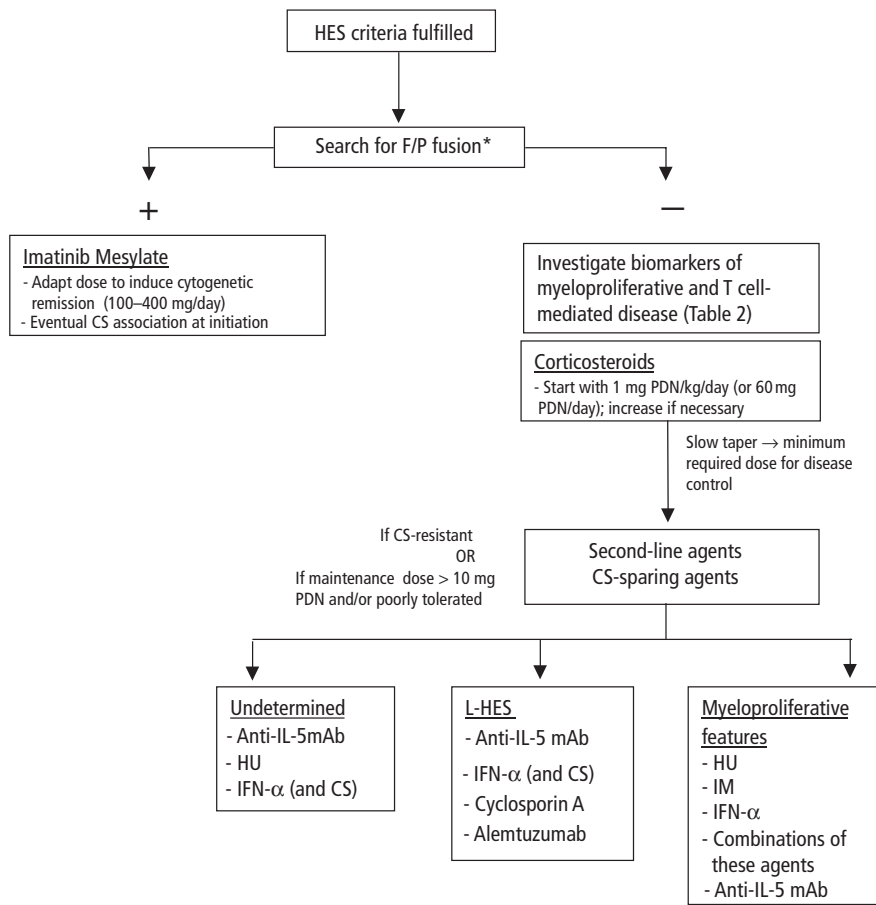 HES criteria fulfilled
Search for F/P fusion*
+
−
Imatinib Mesylate
- Adapt dose to induce cytogenetic
remission (100–400 mg/day)
- Eventual CS association at initiation
Investigate biomarkers of
myeloproliferative and T cell-
mediated disease (Table 2)
Corticosteroids
- Start with 1 mg PDN/kg/day (or 60 mg
PDN/day); increase if necessary
Slow taper → minimum
required dose for disease
control
If CS-resistant
OR
If maintenance dose > 10 mg
PDN and/or poorly tolerated
Second-line agents
CS-sparing agents
Undetermined
- Anti-IL-5mAb
- HU
- IFN-α (and CS)
L-HES
- Anti-IL-5 mAb
- IFN-α (and CS)
- Cyclosporin A
- Alemtuzumab
Myeloproliferative
features
- HU
- IM
- IFN-α
- Combinations of
these agents
- Anti-IL-5 mAb